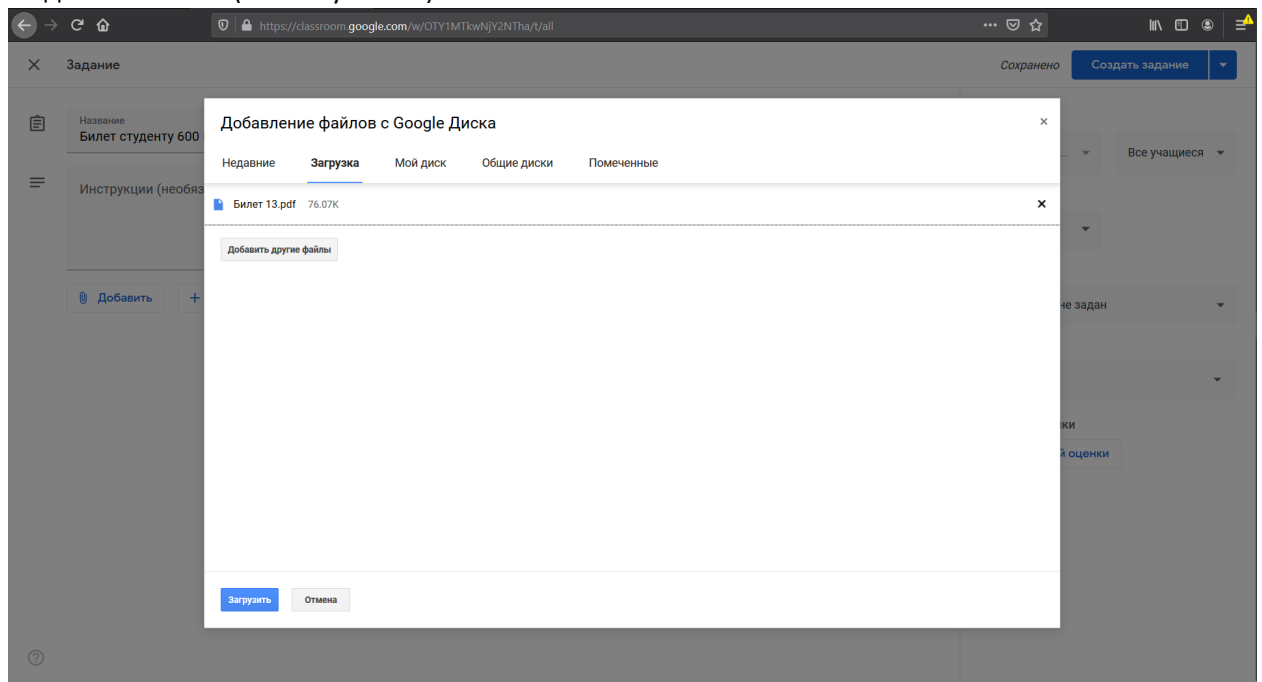 https://classroom.google.com/w/OTY1MTkwNjY2NTha/t/all
Задание
Сохранено
Создать задание
Название
Билет студенту 600
Инструкции (необяз
Добавить
Все учащиеся
не задан
оценки
Добавление файлов с Google Диска
Недавние Загрузка Мой диск Общие диски Помеченные
Билет 13.pdf 76.07K
Добавить другие файлы
Загрузить Отмена